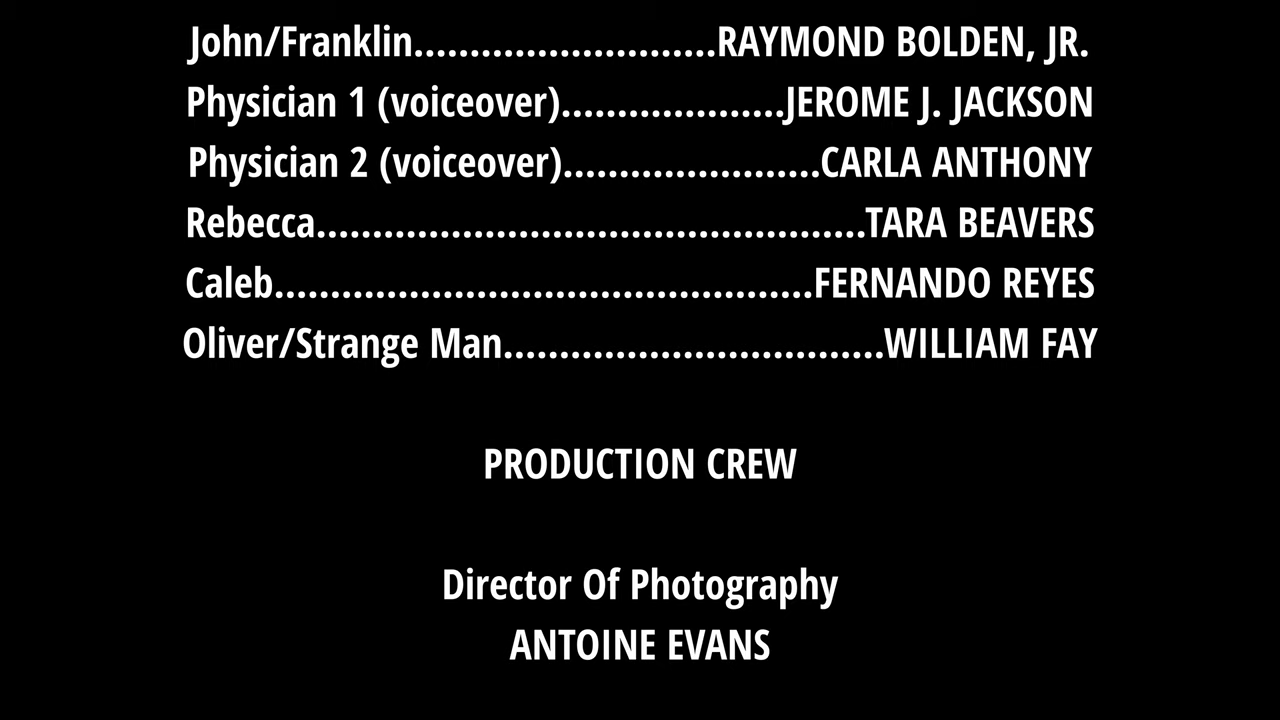 John/Franklin...........................RAYMOND BOLDEN, JR.
Physician 1 (voiceover)....................JEROME J. JACKSON
Physician 2 (voiceover).......................CARLA ANTHONY
Rebecca.................................................TARA BEAVERS
Caleb................................................FERNANDO REYES
Oliver/Strange Man..................................WILLIAM FAY
PRODUCTION CREW
Director Of Photography
ANTOINE EVANS